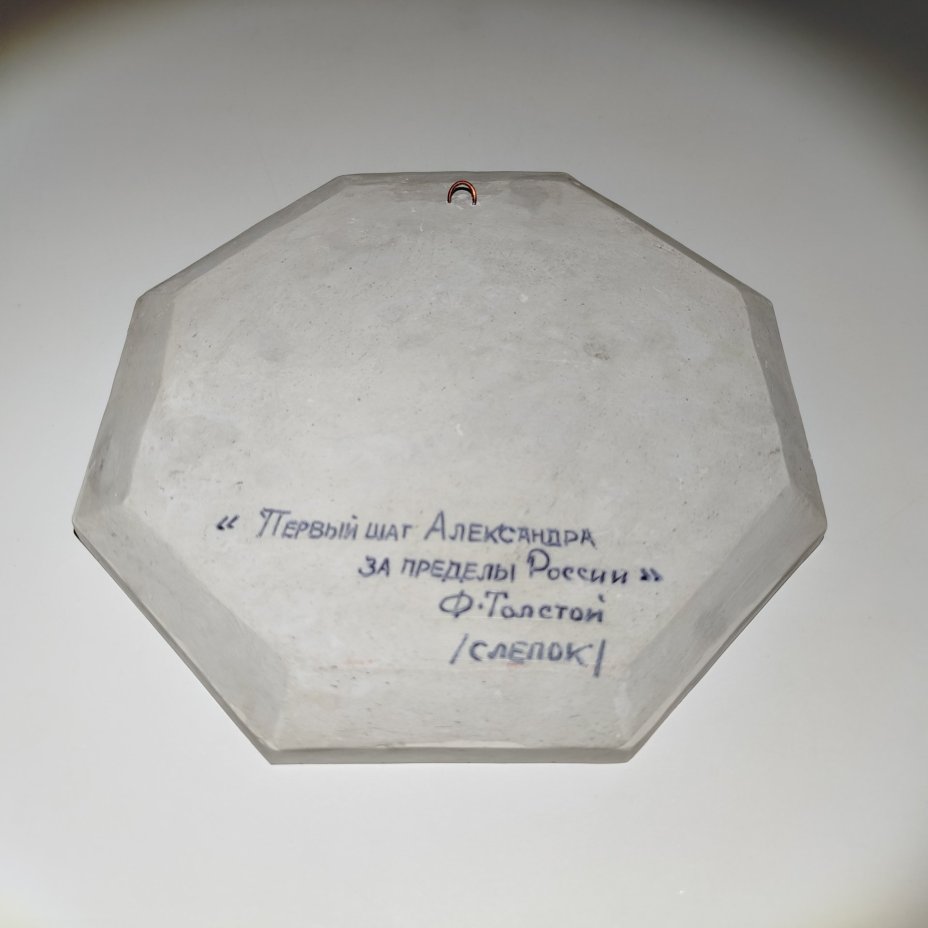 “ Первый шаг Александра
за пределы России ”
Ф. Толстой
/слепок/